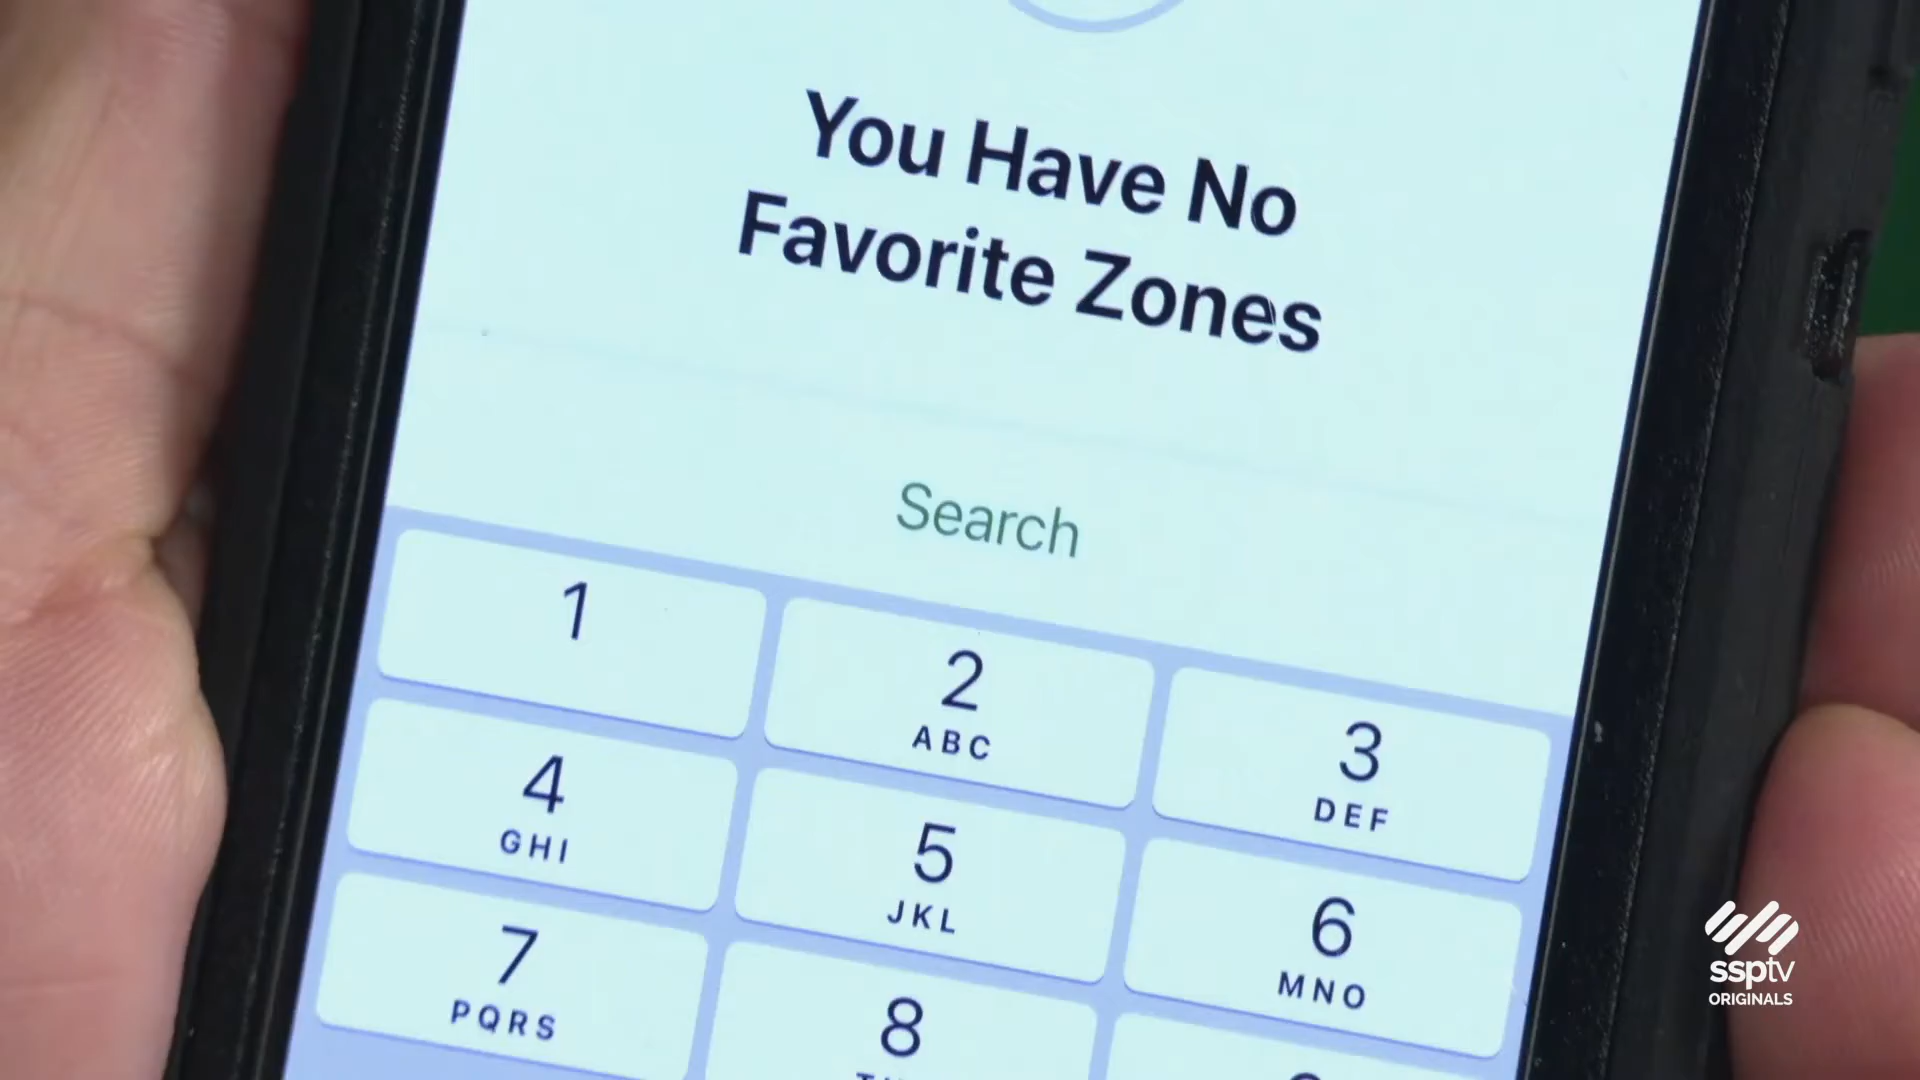 You Have No
Favorite Zones
Search
1
2
ABC
3
DEF
4
GHI
5
JKL
6
MNO
7
PQRS
8
ssptv
ORIGINALS